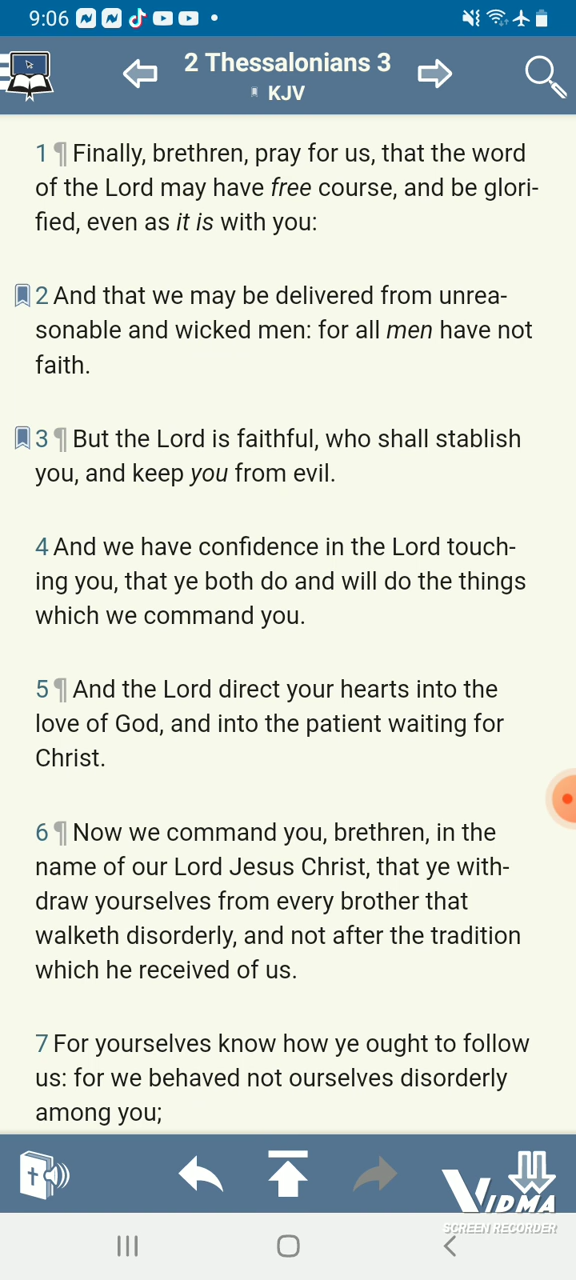 9:06
2 Thessalonians 3
KJV
1 ¶ Finally, brethren, pray for us, that the word
of the Lord may have free course, and be glori-
fied, even as it is with you:
2 And that we may be delivered from unrea-
sonable and wicked men: for all men have not
faith.
3 ¶ But the Lord is faithful, who shall stablish
you, and keep you from evil.
4 And we have confidence in the Lord touch-
ing you, that ye both do and will do the things
which we command you.
5 ¶ And the Lord direct your hearts into the
love of God, and into the patient waiting for
Christ.
6 ¶ Now we command you, brethren, in the
name of our Lord Jesus Christ, that ye with-
draw yourselves from every brother that
walketh disorderly, and not after the tradition
which he received of us.
7 For yourselves know how ye ought to follow
us: for we behaved not ourselves disorderly
among you;
VIDMA
SCREEN RECORDER